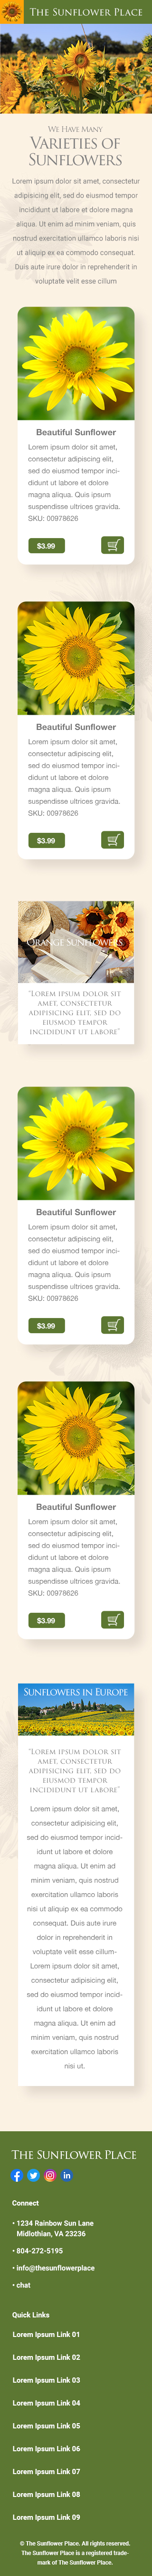 The Sunflower Place
We Have Many
Varieties of
Sunflowers
Lorem ipsum dolor sit amet, consectetur
adipisicing elit, sed do eiusmod tempor
incididunt ut labore et dolore magna
aliqua. Ut enim ad minim veniam, quis
nostrud exercitation ullamco laboris nisi
ut aliquip ex ea commodo consequat.
Duis aute irure dolor in reprehenderit in
voluptate velit esse cillum
Beautiful Sunflower
Lorem ipsum dolor sit amet,
consectetur adipiscing elit,
sed do eiusmod tempor inci-
didunt ut labore et dolore
magna aliqua. Quis ipsum
suspendisse ultrices gravida.
SKU: 00978626
$3.99
Beautiful Sunflower
Lorem ipsum dolor sit amet,
consectetur adipiscing elit,
sed do eiusmod tempor inci-
didunt ut labore et dolore
magna aliqua. Quis ipsum
suspendisse ultrices gravida.
SKU: 00978626
$3.99
Orange Sunflowers
"Lorem ipsum dolor sit
amet, consectetur
adipisicing elit, sed do
eiusmod tempor
incididunt ut labore"
Beautiful Sunflower
Lorem ipsum dolor sit amet,
consectetur adipiscing elit,
sed do eiusmod tempor inci-
didunt ut labore et dolore
magna aliqua. Quis ipsum
suspendisse ultrices gravida.
SKU: 00978626
$3.99
Beautiful Sunflower
Lorem ipsum dolor sit amet,
consectetur adipiscing elit,
sed do eiusmod tempor inci-
didunt ut labore et dolore
magna aliqua. Quis ipsum
suspendisse ultrices gravida.
SKU: 00978626
$3.99
Sunflowers in Europe
"Lorem ipsum dolor sit
amet, consectetur
adipisicing elit, sed do
eiusmod tempor
incididunt ut labore"
Lorem ipsum dolor sit amet,
consectetur adipisicing elit,
sed do eiusmod tempor incid-
idunt ut labore et dolore
magna aliqua. Ut enim ad
minim veniam, quis nostrud
exercitation ullamco laboris
nisi ut aliquip ex ea commodo
consequat. Duis aute irure
dolor in reprehenderit in
voluptate velit esse cillum-
Lorem ipsum dolor sit amet,
consectetur adipisicing elit,
sed do eiusmod tempor incid-
idunt ut labore et dolore
magna aliqua. Ut enim ad
minim veniam, quis nostrud
exercitation ullamco laboris
nisi ut.
The Sunflower Place
Connect
• 1234 Rainbow Sun Lane
Midlothian, VA 23236
• 804-272-5195
• info@thesunflowerplace
• chat
Quick Links
Lorem Ipsum Link 01
Lorem Ipsum Link 02
Lorem Ipsum Link 03
Lorem Ipsum Link 04
Lorem Ipsum Link 05
Lorem Ipsum Link 06
Lorem Ipsum Link 07
Lorem Ipsum Link 08
Lorem Ipsum Link 09
© The Sunflower Place. All rights reserved.
The Sunflower Place is a registered trade-
mark of The Sunflower Place.